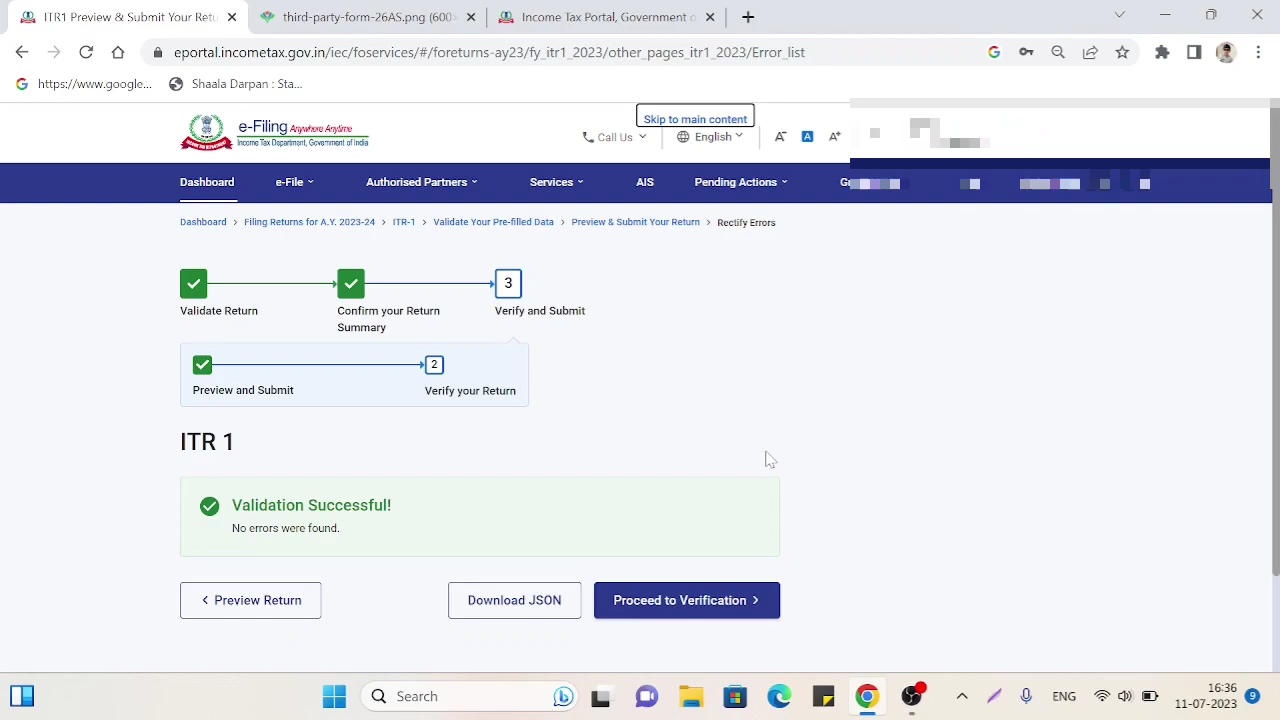 ITR1 Preview & Submit Your Retu
third-party-form-26AS.png (600×
Income Tax Portal, Government o
eportal.incometax.gov.in/iec/foservices/#/foreturns-ay23/fy_itr1_2023/other_pages_itr1_2023/Error_list
https://www.google...
Shaala Darpan : Sta...
e-Filing Anywhere Anytime
Income Tax Department, Government of India
Skip to main content
Call Us
English
A-
A
A+
Dashboard
e-File
Authorised Partners
Services
AIS
Pending Actions
Dashboard > Filing Returns for A.Y. 2023-24 > ITR-1 > Validate Your Pre-filled Data > Preview & Submit Your Return > Rectify Errors
3
Validate Return
Confirm your Return
Summary
Verify and Submit
2
Preview and Submit
Verify your Return
ITR 1
Validation Successful!
No errors were found.
< Preview Return
Download JSON
Proceed to Verification >
Search
ENG
16:36
11-07-2023
9